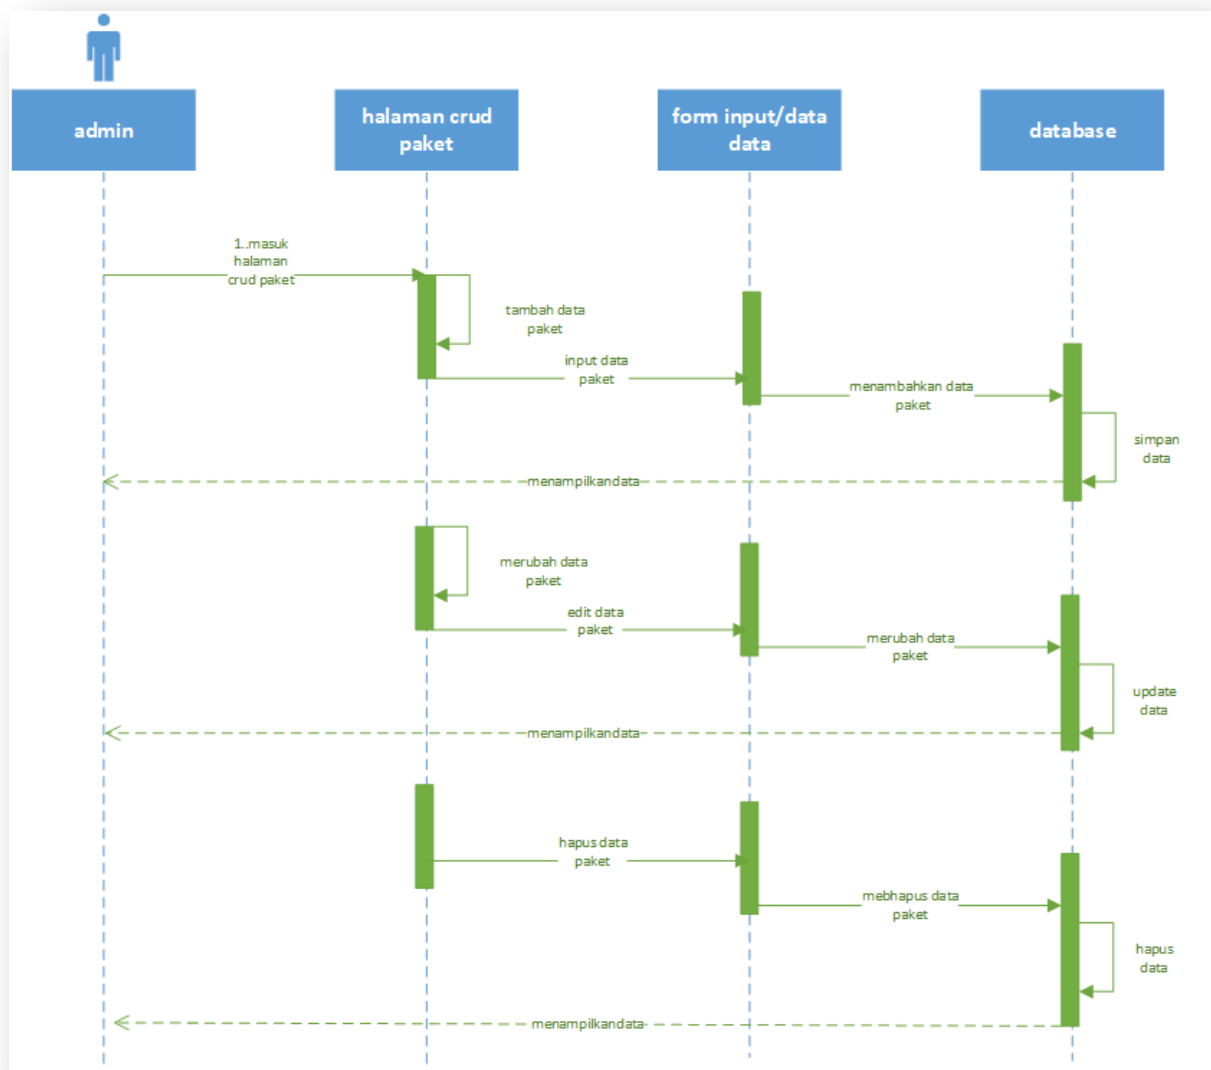 admin
halaman crud
paket
form input/data
data
database
1..masuk
halaman
crud paket
tambah data
paket
input data
paket
menambahkan data
paket
simpan
data
menampilkandata
merubah data
paket
edit data
paket
merubah data
paket
update
data
menampilkandata
hapus data
paket
mebhapus data
paket
hapus
data
menampilkandata